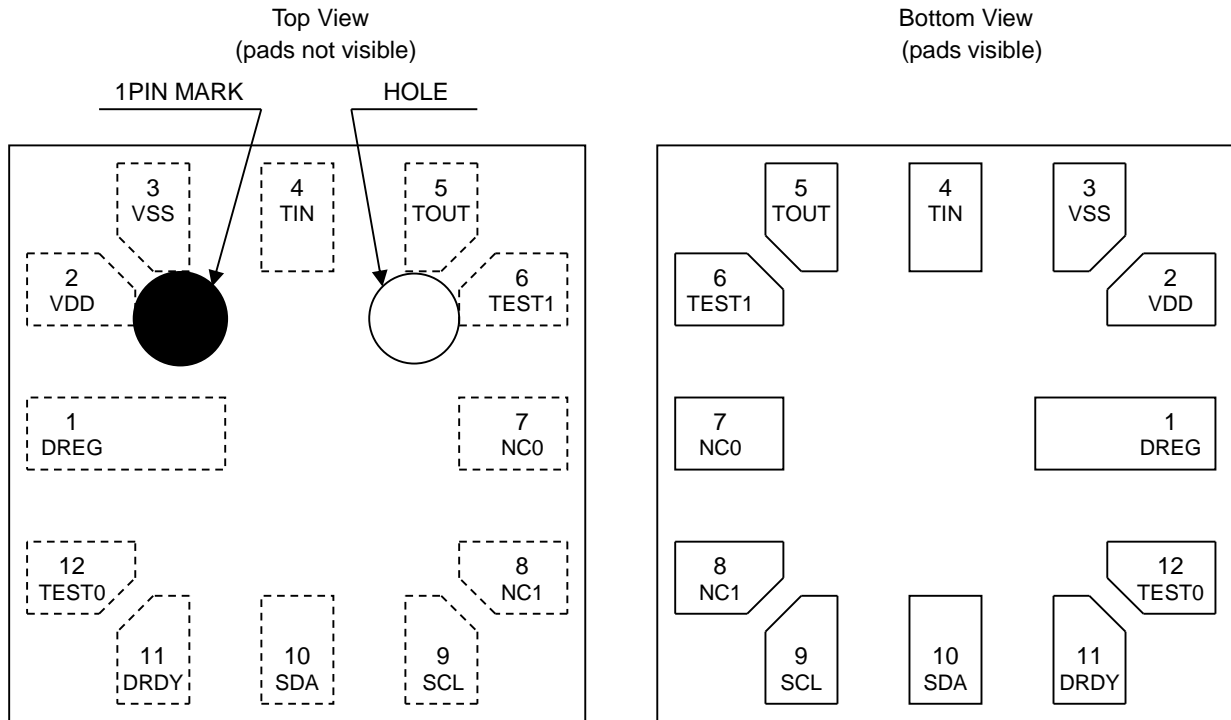 Top View
(pads not visible)
1PIN MARK
HOLE
3
VSS
4
TIN
5
TOUT
2
VDD
6
TEST1
1
DREG
7
NC0
12
TEST0
8
NC1
11
DRDY
10
SDA
9
SCL
Bottom View
(pads visible)
5
TOUT
4
TIN
3
VSS
6
TEST1
2
VDD
7
NC0
1
DREG
8
NC1
12
TEST0
9
SCL
10
SDA
11
DRDY